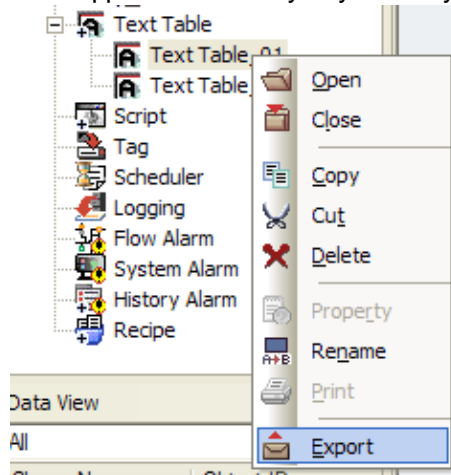 Text Table
Text Table_01
Text Table_
Script
Tag
Scheduler
Logging
Flow Alarm
System Alarm
History Alarm
Recipe
Open
Close
Copy
Cut
Delete
Property
Rename
Print
Export
Data View
All